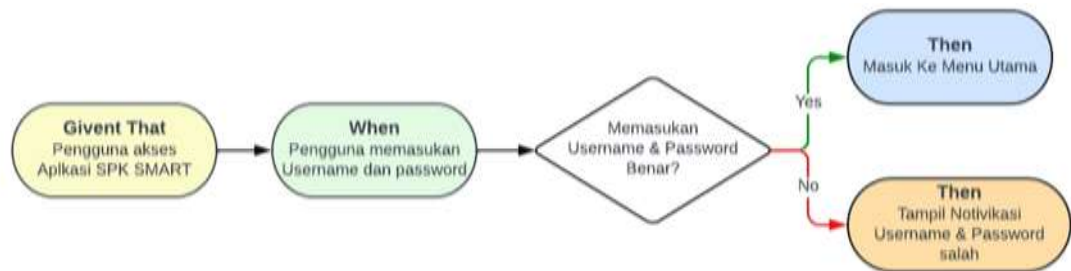 Givent That
Pengguna akses
Aplkasi SPK SMART
When
Pengguna memasukan
Username dan password
Memasukan
Username & Password
Benar?
Yes
Then
Masuk Ke Menu Utama
No
Then
Tampil Notivikasi
Username & Password
salah